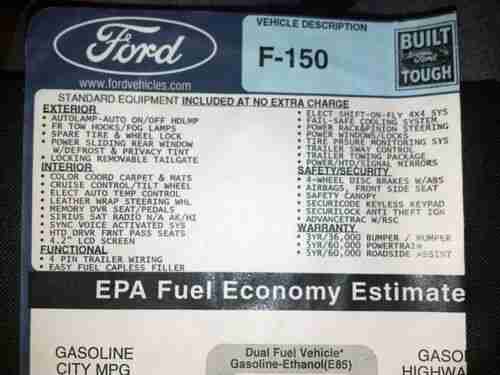 Ford
www.fordvehicles.com
VEHICLE DESCRIPTION
F-150
BUILT
Ford
TOUGH
STANDARD EQUIPMENT INCLUDED AT NO EXTRA CHARGE
EXTERIOR
• AUTOLAMP-AUTO ON/OFF HDLMP
• FR TOW HOOKS/FOG LAMPS
• SPARE TIRE & WHEEL LOCK
• POWER SLIDING REAR WINDOW
W/DEFROST & PRIVACY TINT
• LOCKING REMOVABLE TAILGATE
INTERIOR
• COLOR COORD CARPET & MATS
• CRUISE CONTROL/TILT WHEEL
• ELECT AUTO TEMP CONTROL
• LEATHER WRAP STEERING WHL
• MEMORY DVR SEAT/PEDALS
• SIRIUS SAT RADIO N/A AK/HI
• SYNC VOICE ACTIVATED SYS
• HTD DRVR FRNT PASS SEATS
• 4.2" LCD SCREEN
FUNCTIONAL
• 4 PIN TRAILER WIRING
• EASY FUEL CAPLESS FILLER
• ELECT SHIFT-ON-FLY 4X4 SYS
• FAIL-SAFE COOLING SYSTEM
• POWER RACK&PINION STEERING
• POWER WINDOWS/LOCKS
• TIRE PRSURE MONITORING SYS
• TRAILER SWAY CONTROL
• TRAILER TOWING PACKAGE
• POWER/HTD/SIGNAL MIRRORS
SAFETY/SECURITY
• 4-WHEEL DISC BRAKES W/ABS
• AIRBAGS, FRONT SEAT SIDE
• SAFETY CANOPY
• SECURICODE KEYLESS KEYPAD
• SECURILOCK ANTI THEFT IGN
• ADVANCETRAC W/RSC
WARRANTY
• 3YR/36,000 BUMPER / BUMPER
• 5YR/60,000 POWERTRAIN
• 5YR/60,000 ROADSIDE ASSIST
EPA Fuel Economy Estimate
GASOLINE
CITY MPG
Dual Fuel Vehicle*
Gasoline-Ethanol(E85)
GASO
HIGHWA